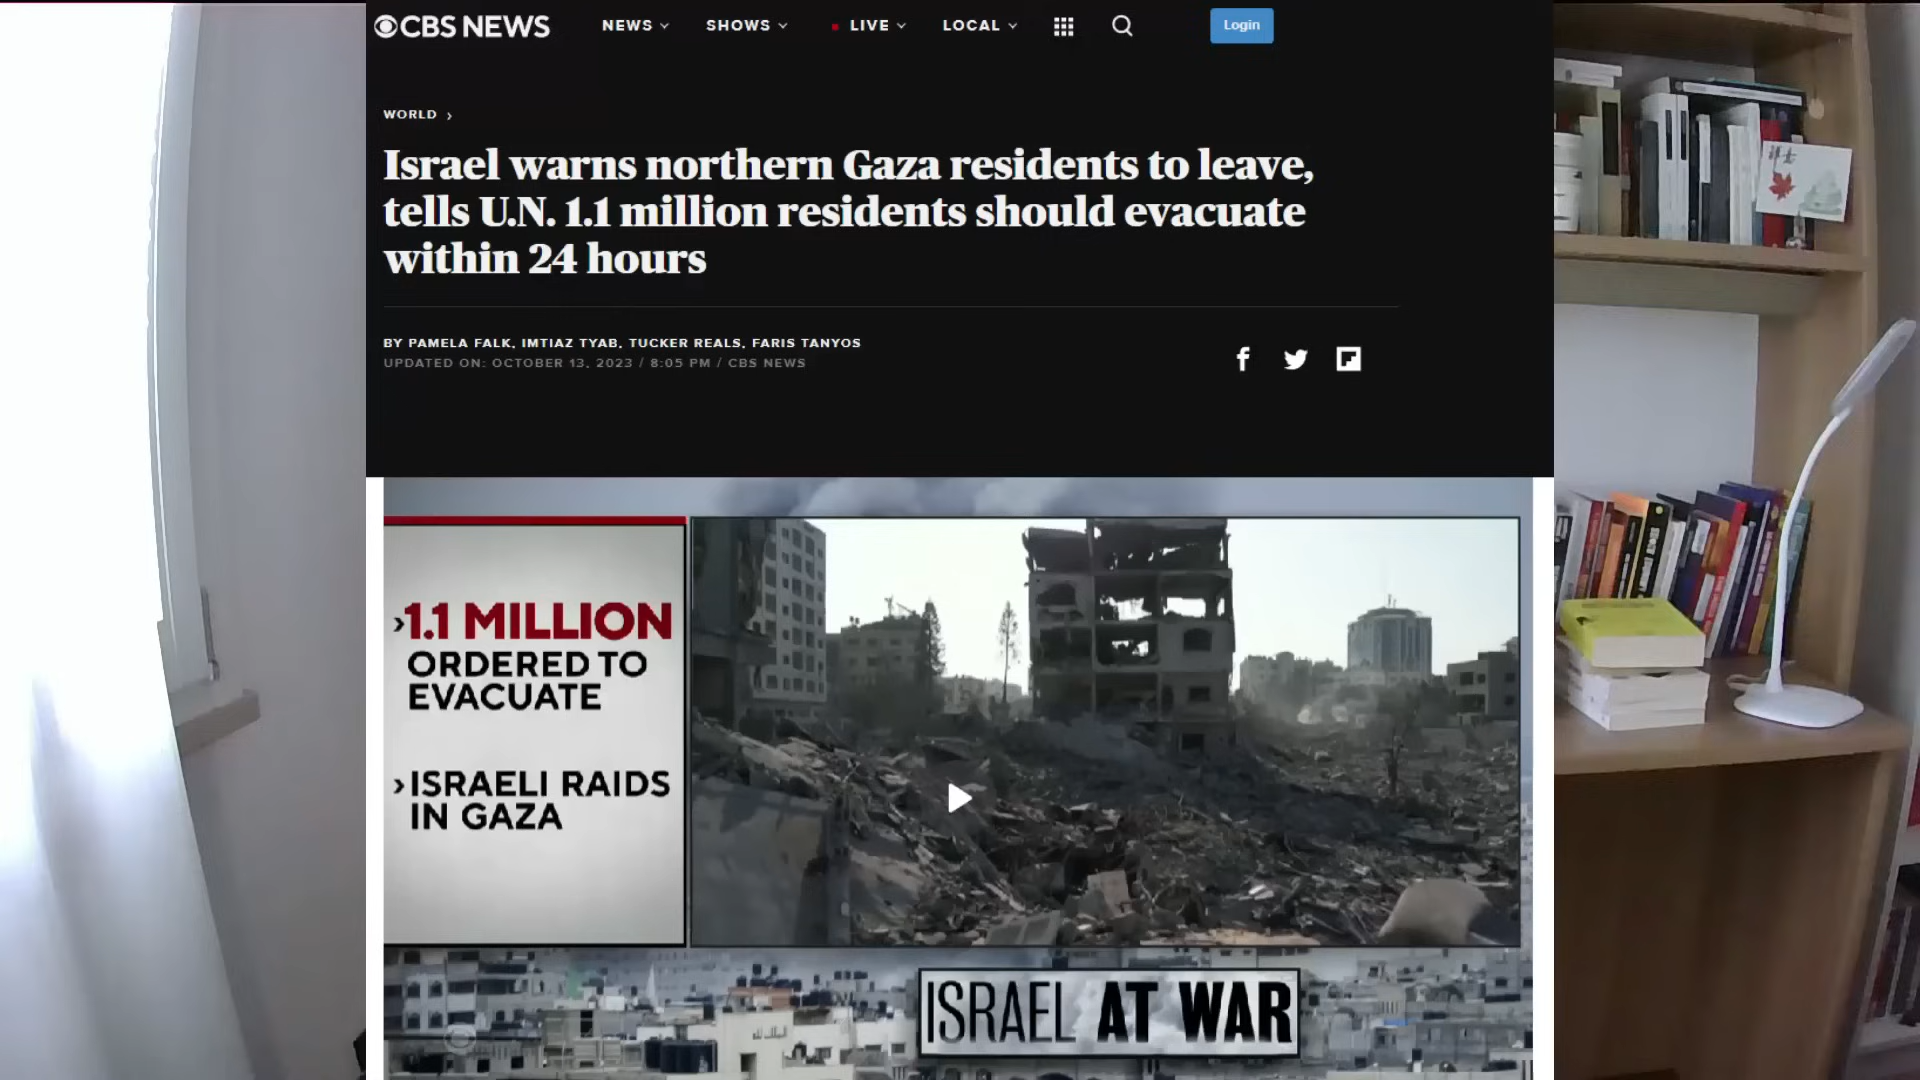 CBS NEWS
NEWS
SHOWS
LIVE
LOCAL
Login
WORLD
Israel warns northern Gaza residents to leave,
tells U.N. 1.1 million residents should evacuate
within 24 hours
BY PAMELA FALK, IMTIAZ TYAB, TUCKER REALS, FARIS TANYOS
UPDATED ON: OCTOBER 13, 2023 / 8:05 PM / CBS NEWS
›1.1 MILLION
ORDERED TO
EVACUATE
›ISRAELI RAIDS
IN GAZA
ISRAEL AT WAR